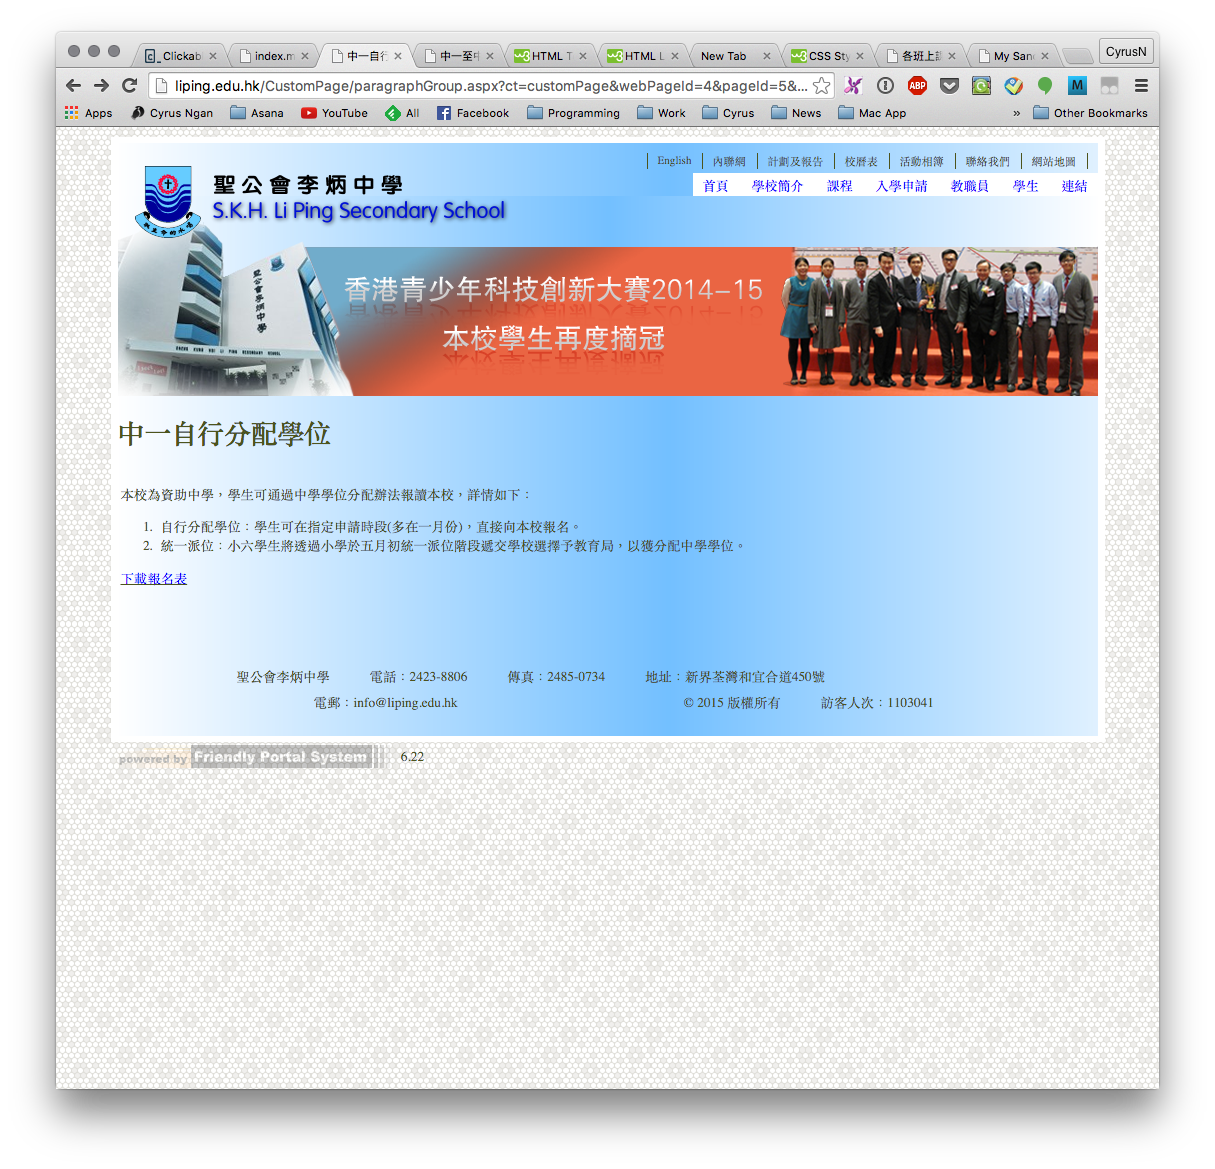 Clickab
index.m
中一自行
中一至中
HTML T
HTML L
New Tab
CSS Sty
各班上課
My San
CyrusN
liping.edu.hk/CustomPage/paragraphGroup.aspx?ct=customPage&webPageId=4&pageId=5&...
Apps Cyrus Ngan Asana YouTube All Facebook Programming Work Cyrus News Mac App » Other Bookmarks
English 內聯網 計劃及報告 校曆表 活動相簿 聯絡我們 網站地圖
首頁 學校簡介 課程 入學申請 教職員 學生 連結
聖公會李炳中學
S.K.H. Li Ping Secondary School
聖公會李炳中學
香港青少年科技創新大賽2014-15
本校學生再度摘冠
中一自行分配學位
本校為資助中學，學生可通過中學學位分配辦法報讀本校，詳情如下：
1. 自行分配學位：學生可在指定申請時段(多在一月份)，直接向本校報名。
2. 統一派位：小六學生將透過小學於五月初統一派位階段遞交學校選擇予教育局，以獲分配中學學位。
下載報名表
聖公會李炳中學 電話：2423-8806 傳真：2485-0734 地址：新界荃灣和宜合道450號
電郵：info@liping.edu.hk © 2015 版權所有 訪客人次：1103041
powered by Friendly Portal System 6.22